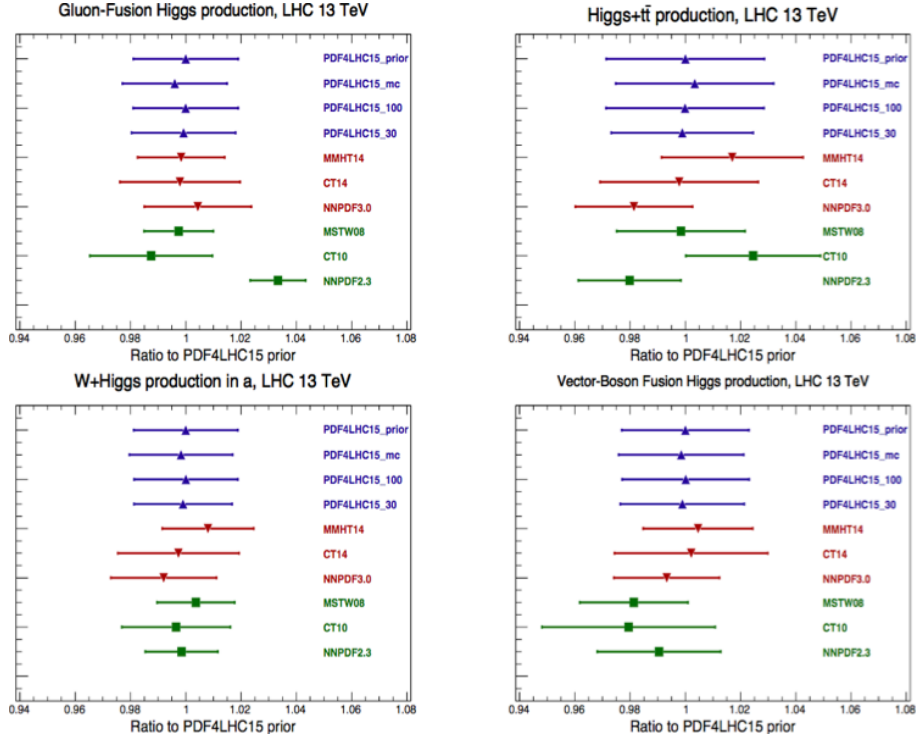 Gluon-Fusion Higgs production, LHC 13 TeV
PDF4LHC15_prior
PDF4LHC15_mc
PDF4LHC15_100
PDF4LHC15_30
MMHT14
CT14
NNPDF3.0
MSTW08
CT10
NNPDF2.3
0.94 0.96 0.98 1 1.02 1.04 1.06 1.08
Ratio to PDF4LHC15 prior
Higgs+tt̄ production, LHC 13 TeV
PDF4LHC15_prior
PDF4LHC15_mc
PDF4LHC15_100
PDF4LHC15_30
MMHT14
CT14
NNPDF3.0
MSTW08
CT10
NNPDF2.3
0.94 0.96 0.98 1 1.02 1.04 1.06 1.08
Ratio to PDF4LHC15 prior
W+Higgs production in a, LHC 13 TeV
PDF4LHC15_prior
PDF4LHC15_mc
PDF4LHC15_100
PDF4LHC15_30
MMHT14
CT14
NNPDF3.0
MSTW08
CT10
NNPDF2.3
0.94 0.96 0.98 1 1.02 1.04 1.06 1.08
Ratio to PDF4LHC15 prior
Vector-Boson Fusion Higgs production, LHC 13 TeV
PDF4LHC15_prior
PDF4LHC15_mc
PDF4LHC15_100
PDF4LHC15_30
MMHT14
CT14
NNPDF3.0
MSTW08
CT10
NNPDF2.3
0.94 0.96 0.98 1 1.02 1.04 1.06 1.08
Ratio to PDF4LHC15 prior